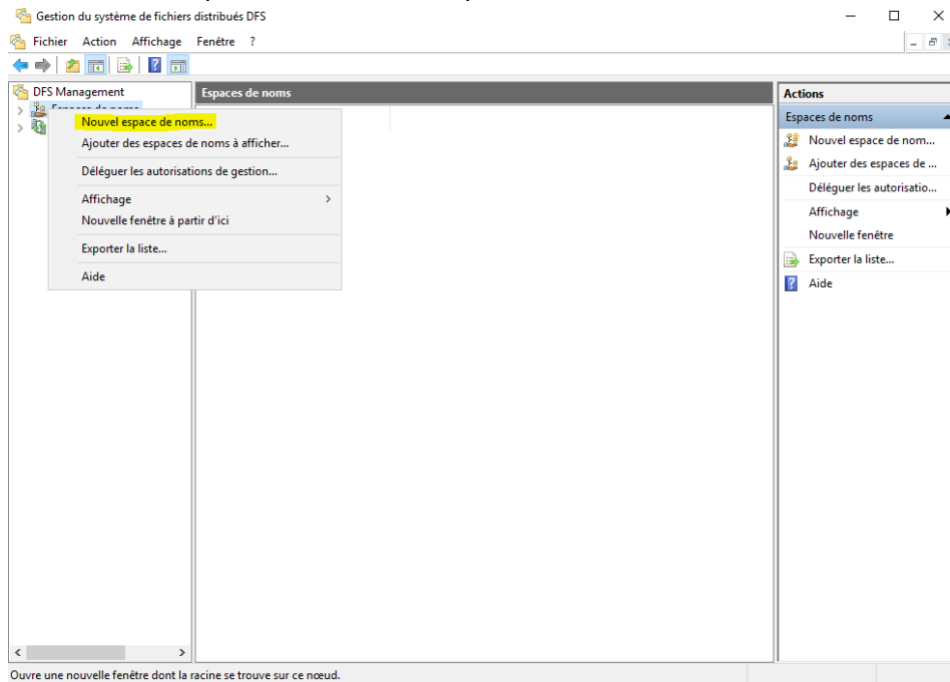 Gestion du système de fichiers distribués DFS
Fichier Action Affichage Fenêtre ?
DFS Management
Espaces de noms
Nouvel espace de noms...
Ajouter des espaces de noms à afficher...
Déléguer les autorisations de gestion...
Affichage
Nouvelle fenêtre à partir d'ici
Exporter la liste...
Aide
Espaces de noms
Actions
Espaces de noms
Nouvel espace de nom...
Ajouter des espaces de ...
Déléguer les autorisatio...
Affichage
Nouvelle fenêtre
Exporter la liste...
Aide
Ouvre une nouvelle fenêtre dont la racine se trouve sur ce nœud.